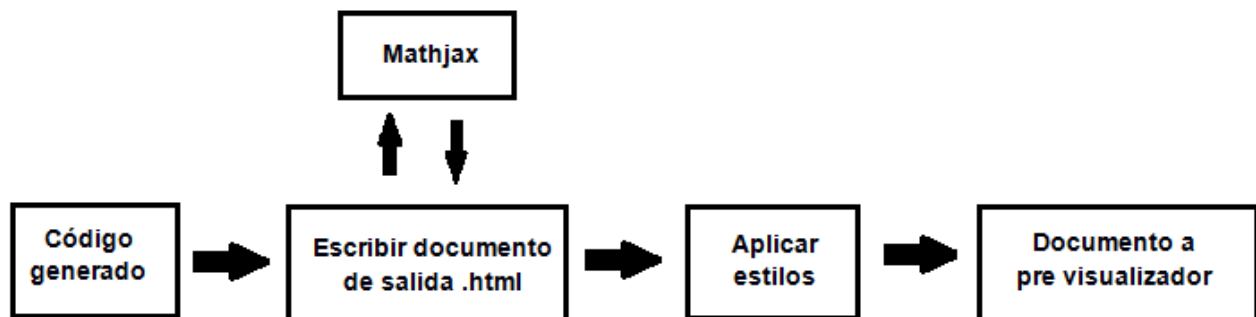 Mathjax
Código
generado
Escribir documento
de salida .html
Aplicar
estilos
Documento a
pre visualizador